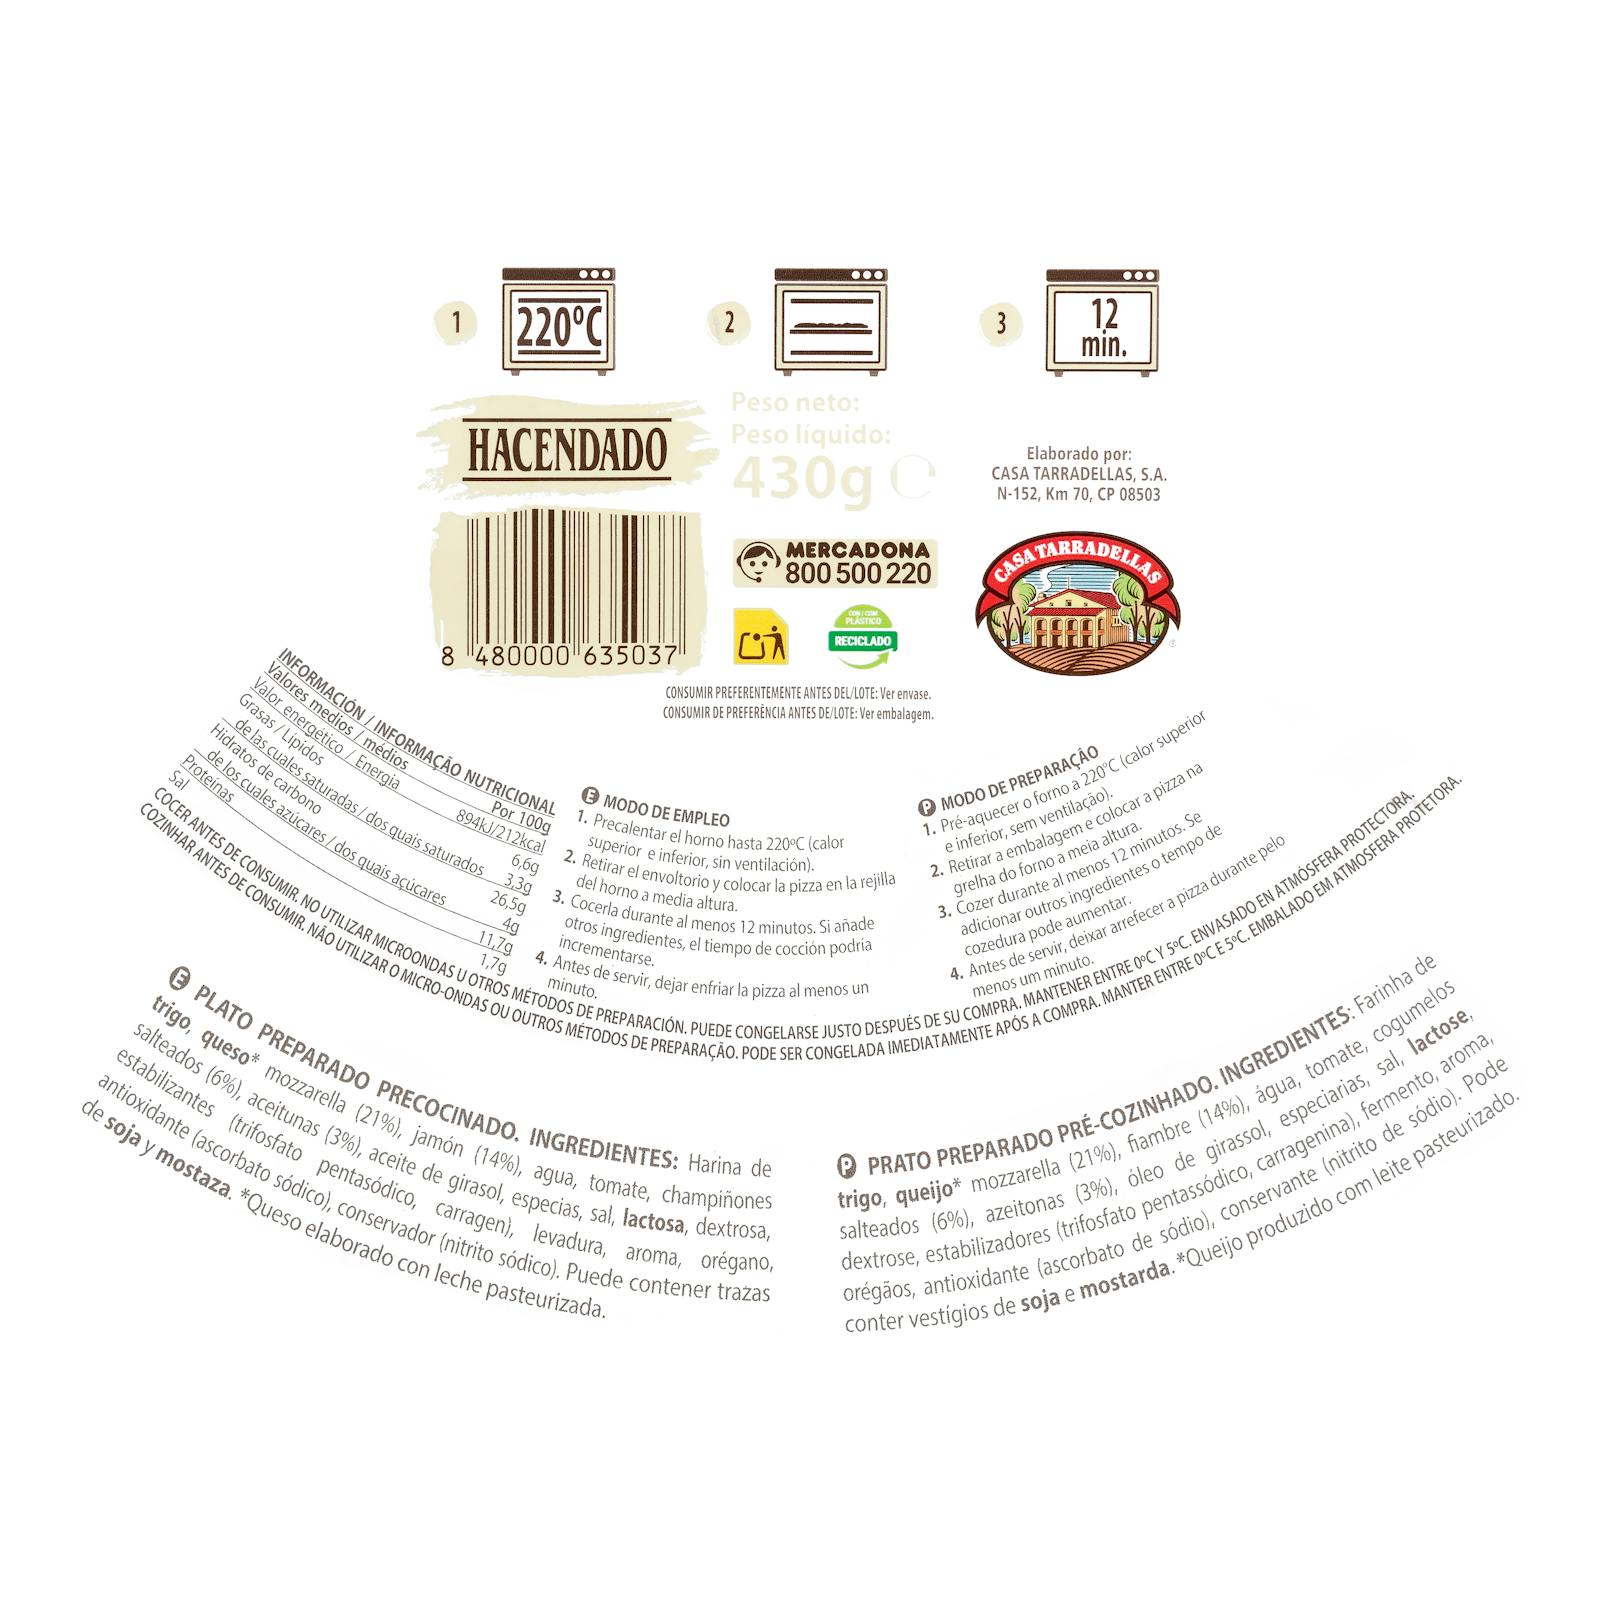 1
220ºC
2
3
12
min.
HACENDADO
8 480000 635037
Peso neto:
Peso líquido:
430g ℮
MERCADONA
800 500 220
CON / COM
PLÁSTICO
RECICLADO
Elaborado por:
CASA TARRADELLAS, S.A.
N-152, Km 70, CP 08503
CASA TARRADELLAS
CONSUMIR PREFERENTEMENTE ANTES DEL/LOTE: Ver envase.
CONSUMIR DE PREFERÊNCIA ANTES DE/LOTE: Ver embalagem.
INFORMACIÓN / INFORMAÇÃO NUTRICIONAL
Valores medios / médios Por 100g
Valor energético / Energia 894kJ/212kcal
Grasas / Lípidos 6,6g
de las cuales saturadas / dos quais saturados 3,3g
Hidratos de carbono 26,5g
de los cuales azúcares / dos quais açúcares 4g
Proteínas 11,7g
Sal 1,7g
E MODO DE EMPLEO
1. Precalentar el horno hasta 220ºC (calor
superior e inferior, sin ventilación).
2. Retirar el envoltorio y colocar la pizza en la rejilla
del horno a media altura.
3. Cocerla durante al menos 12 minutos. Si añade
otros ingredientes, el tiempo de cocción podría
incrementarse.
4. Antes de servir, dejar enfriar la pizza al menos un
minuto.
P MODO DE PREPARAÇÃO
1. Pré-aquecer o forno a 220°C (calor superior
e inferior, sem ventilação).
2. Retirar a embalagem e colocar a pizza na
grelha do forno a meia altura.
3. Cozer durante al menos 12 minutos. Se
adicionar outros ingredientes o tempo de
cozedura pode aumentar.
4. Antes de servir, deixar arrefecer a pizza durante pelo
menos um minuto.
COCER ANTES DE CONSUMIR. NO UTILIZAR MICROONDAS U OTROS MÉTODOS DE PREPARACIÓN. PUEDE CONGELARSE JUSTO DESPUÉS DE SU COMPRA. MANTENER ENTRE 0ºC Y 5ºC. ENVASADO EN ATMÓSFERA PROTECTORA.
COZINHAR ANTES DE CONSUMIR. NÃO UTILIZAR O MICRO-ONDAS OU OUTROS MÉTODOS DE PREPARAÇÃO. PODE SER CONGELADA IMEDIATAMENTE APÓS A COMPRA. MANTER ENTRE 0ºC E 5ºC. EMBALADO EM ATMOSFERA PROTETORA.
E PLATO PREPARADO PRECOCINADO. INGREDIENTES: Harina de
trigo, queso* mozzarella (21%), jamón (14%), agua, tomate, champiñones
salteados (6%), aceitunas (3%), aceite de girasol, especias, sal, lactosa, dextrosa,
estabilizantes (trifosfato pentasódico, carragen), levadura, aroma, orégano,
antioxidante (ascorbato sódico), conservador (nitrito sódico). Puede contener trazas
de soja y mostaza. *Queso elaborado con leche pasteurizada.
P PRATO PREPARADO PRÉ-COZINHADO. INGREDIENTES: Farinha de
trigo, queijo* mozzarella (21%), fiambre (14%), água, tomate, cogumelos
salteados (6%), azeitonas (3%), óleo de girassol, especiarias, sal, lactose,
dextrose, estabilizadores (trifosfato pentassódico, carragenina), fermento, aroma,
orégãos, antioxidante (ascorbato de sódio), conservante (nitrito de sódio). Pode
conter vestígios de soja e mostarda. *Queijo produzido com leite pasteurizado.